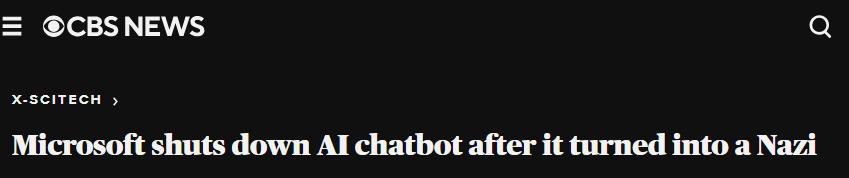 CBS NEWS
X-SCITECH >
Microsoft shuts down AI chatbot after it turned into a Nazi